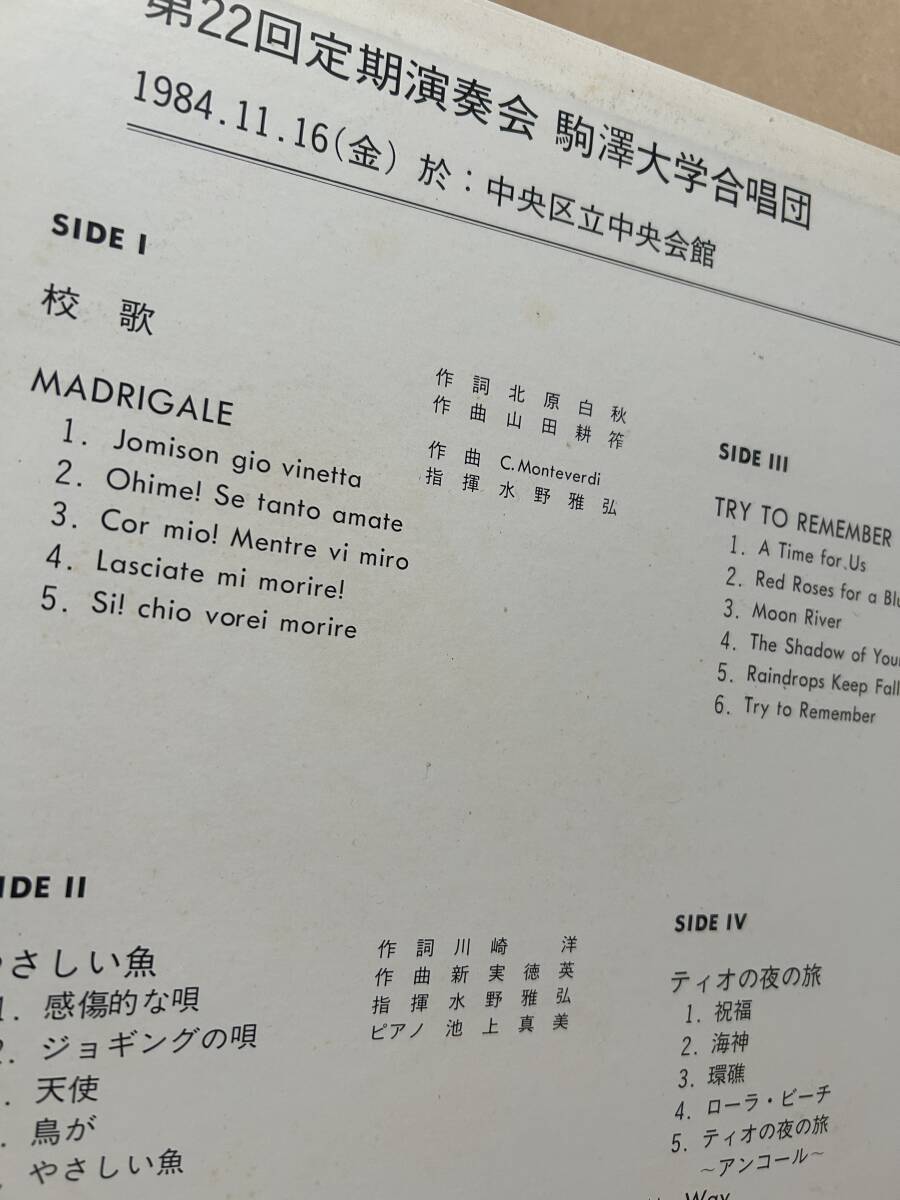 第22回定期演奏会 駒澤大学合唱団
1984.11.16(金) 於：中央区立中央会館
SIDE I
校 歌
作詞 北原白秋
作曲 山田耕筰
MADRIGALE
作曲 C.Monteverdi
指揮 水野雅弘
1. Jomison gio vinetta
2. Ohime! Se tanto amate
3. Cor mio! Mentre vi miro
4. Lasciate mi morire!
5. Si! chio vorei morire
SIDE II
さしい魚
作詞 川崎 洋
作曲 新実徳英
指揮 水野雅弘
ピアノ 池上真美
1. 感傷的な唄
2. ジョギングの唄
. 天使
. 鳥が
やさしい魚
SIDE III
TRY TO REMEMBER
1. A Time for Us
2. Red Roses for a
3. Moon River
4. The Shadow of
5. Raindrops Keep
6. Try to Remember
SIDE IV
ティオの夜の旅
1. 祝福
2. 海神
3. 環礁
4. ローラ・ビーチ
5. ティオの夜の旅
～アンコール～
Way